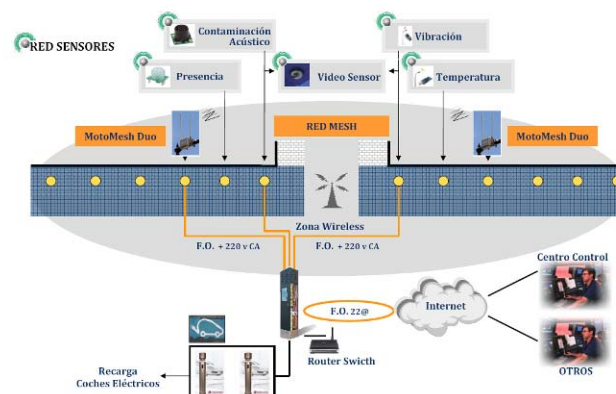 RED SENSORES
Contaminación
Acústico
Vibración
Presencia
Video Sensor
Temperatura
MotoMesh Duo
RED MESH
MotoMesh Duo
Zona Wireless
F.O. + 220 v CA
F.O. + 220 v CA
Centro Control
F.O. 22@
Internet
Router Swicth
Recarga
Coches Eléctricos
OTROS